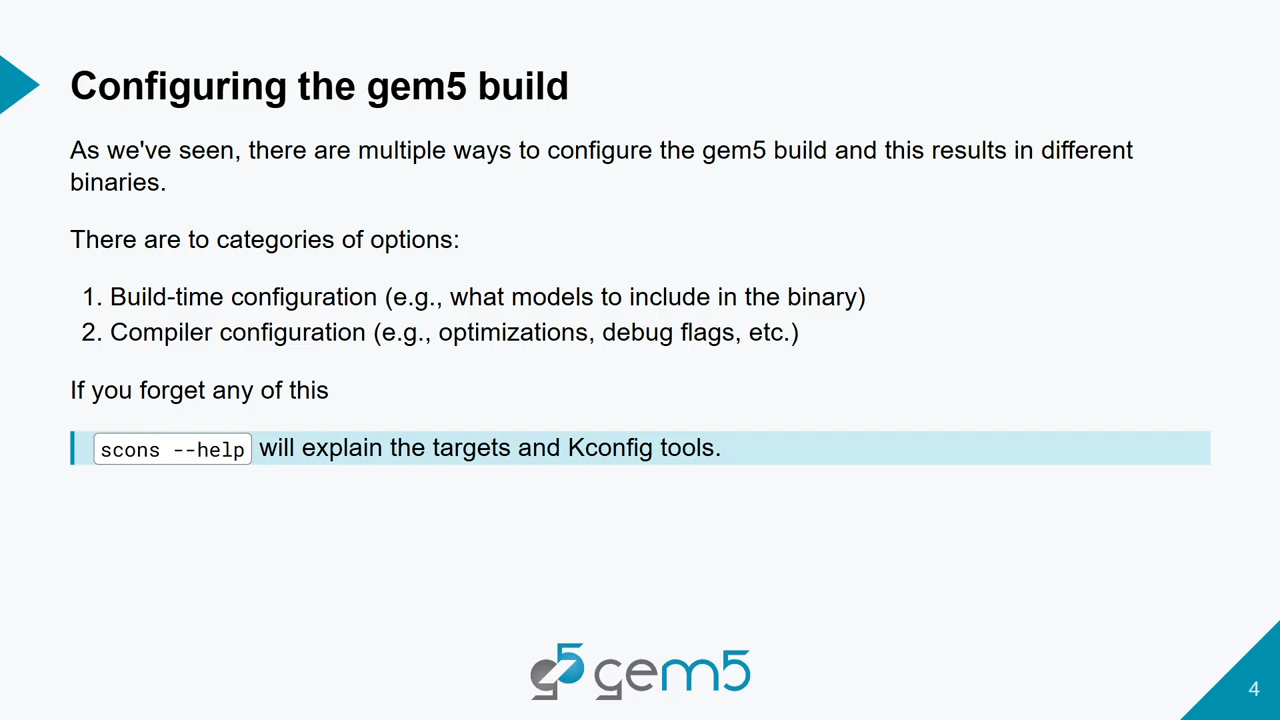 Configuring the gem5 build
As we've seen, there are multiple ways to configure the gem5 build and this results in different
binaries.
There are to categories of options:
1. Build-time configuration (e.g., what models to include in the binary)
2. Compiler configuration (e.g., optimizations, debug flags, etc.)
If you forget any of this
scons --help will explain the targets and Kconfig tools.
g5 gem5
4